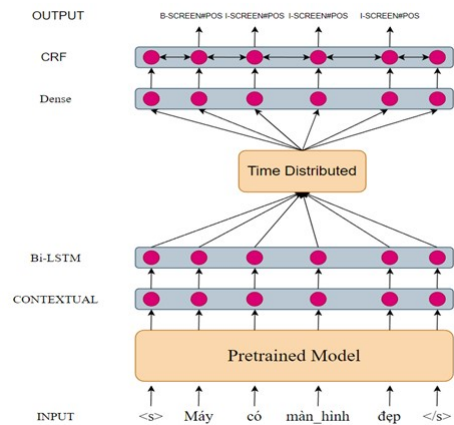 OUTPUT B-SCREEN#POS I-SCREEN#POS I-SCREEN#POS I-SCREEN#POS
CRF
Dense
Time Distributed
Bi-LSTM
CONTEXTUAL
Pretrained Model
INPUT <s> Máy có màn_hình đẹp </s>